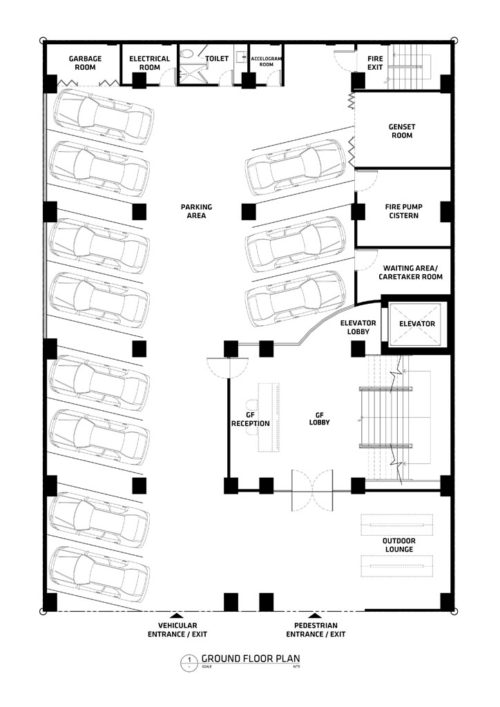 GARBAGE
ROOM
ELECTRICAL
ROOM
TOILET
ACCELOGRAM
ROOM
FIRE
EXIT
GENSET
ROOM
PARKING
AREA
FIRE PUMP
CISTERN
WAITING AREA/
CARETAKER ROOM
ELEVATOR
LOBBY
ELEVATOR
GF
RECEPTION
GF
LOBBY
OUTDOOR
LOUNGE
VEHICULAR
ENTRANCE / EXIT
PEDESTRIAN
ENTRANCE / EXIT
1
GROUND FLOOR PLAN
SCALE NTS